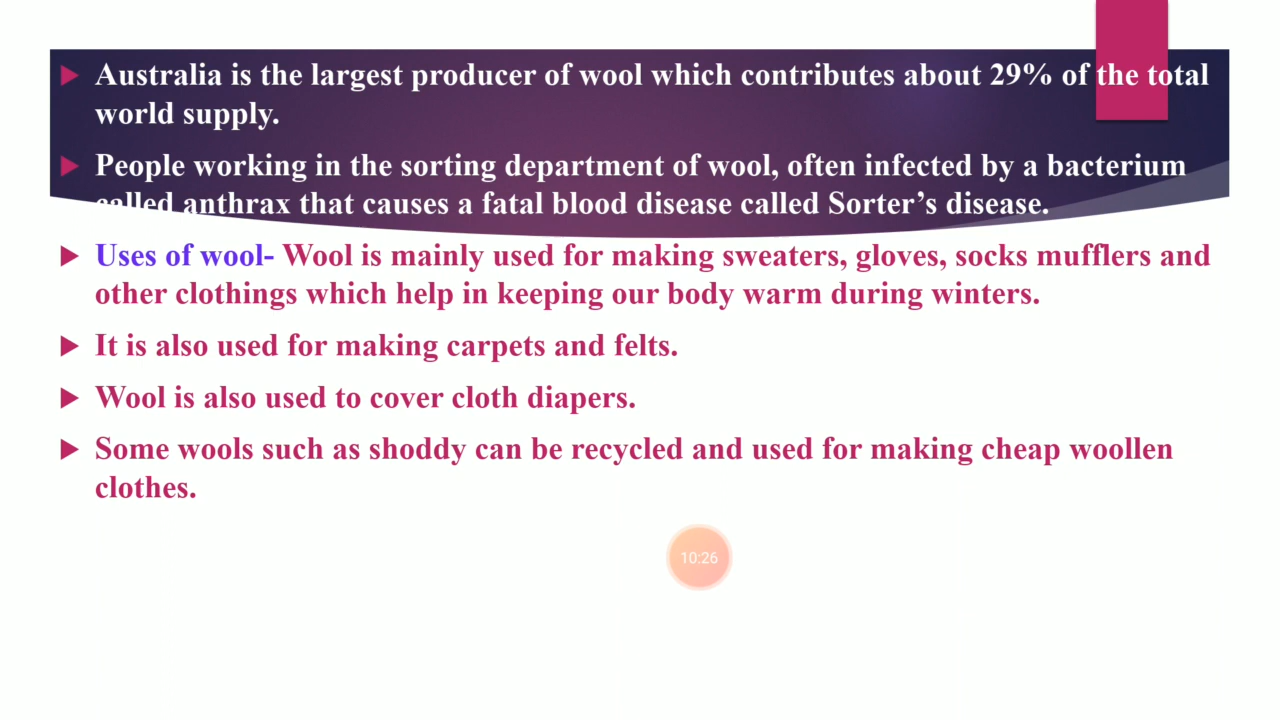 Australia is the largest producer of wool which contributes about 29% of the total
world supply.
People working in the sorting department of wool, often infected by a bacterium
called anthrax that causes a fatal blood disease called Sorter's disease.
Uses of wool- Wool is mainly used for making sweaters, gloves, socks mufflers and
other clothings which help in keeping our body warm during winters.
It is also used for making carpets and felts.
Wool is also used to cover cloth diapers.
Some wools such as shoddy can be recycled and used for making cheap woollen
clothes.
10:26